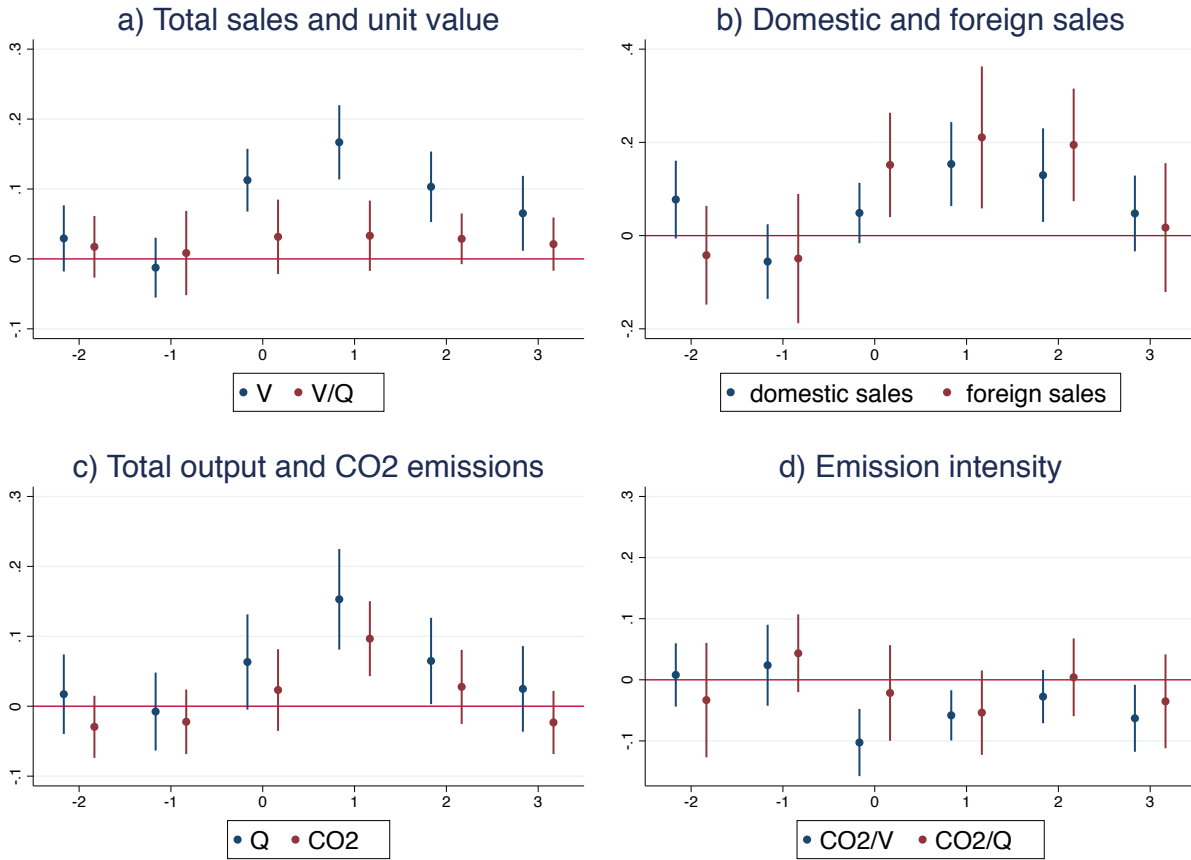 a) Total sales and unit value
.3
.2
.1
0
-.1
-2 -1 0 1 2 3
V V/Q
b) Domestic and foreign sales
.4
.2
0
-.2
-2 -1 0 1 2 3
domestic sales foreign sales
c) Total output and CO2 emissions
.3
.2
.1
0
-.1
-2 -1 0 1 2 3
Q CO2
d) Emission intensity
.3
.2
.1
0
-.1
-2 -1 0 1 2 3
CO2/V CO2/Q